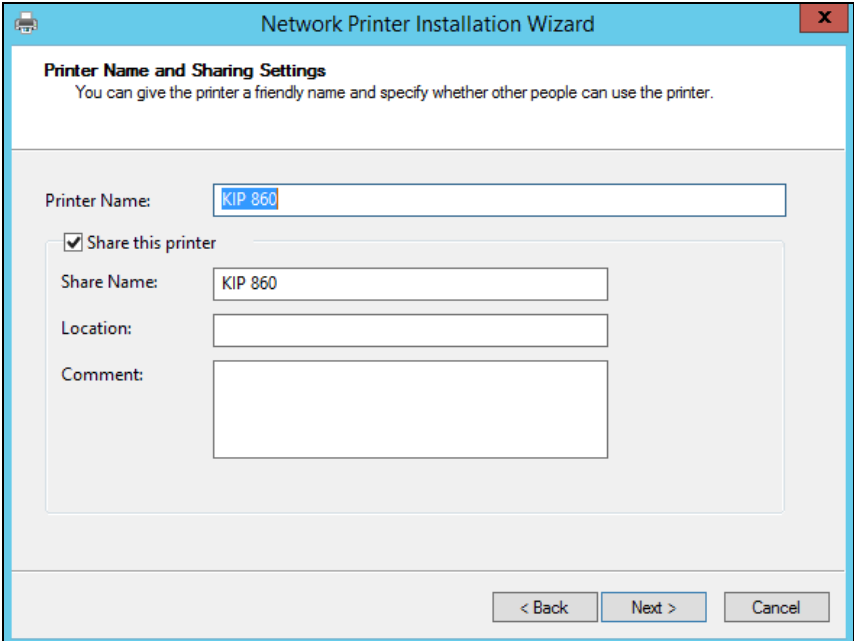 Network Printer Installation Wizard
x
Printer Name and Sharing Settings
You can give the printer a friendly name and specify whether other people can use the printer.
Printer Name: KIP 860
Share this printer
Share Name: KIP 860
Location:
Comment:
< Back Next > Cancel